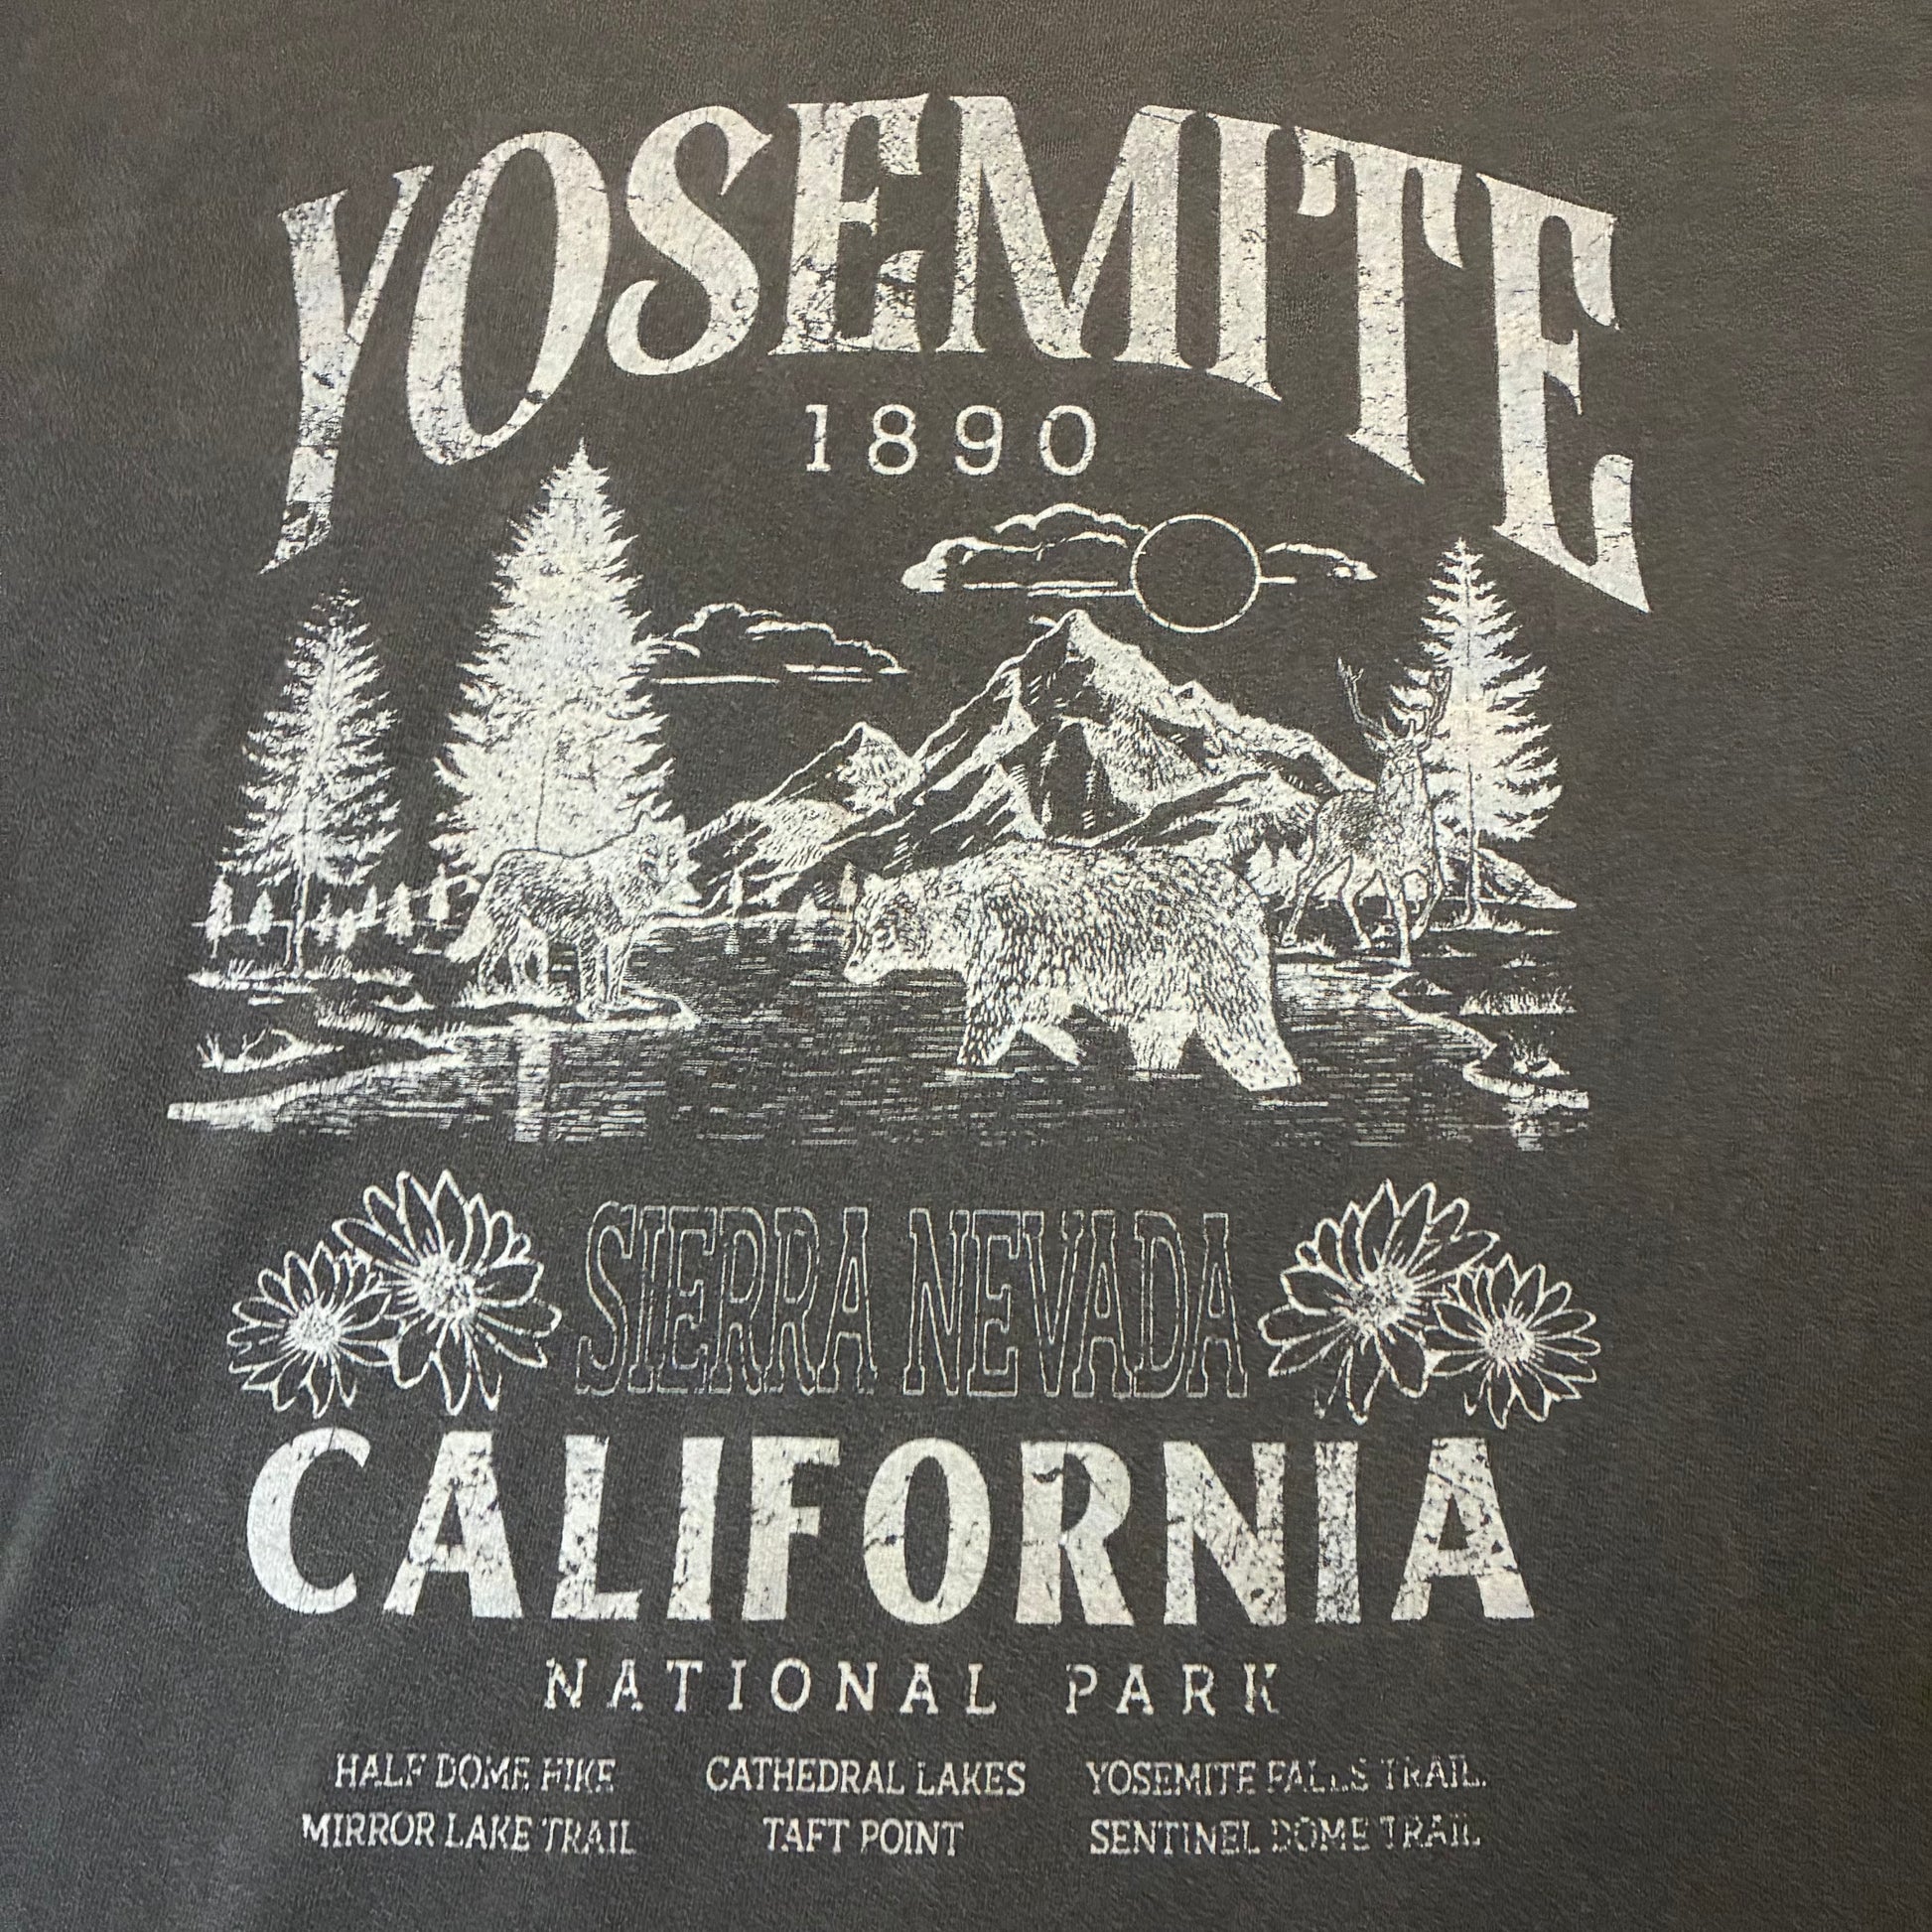 YOSEMITE
1890
SIERRA NEVADA
CALIFORNIA
NATIONAL PARK
HALF DOME HIKE CATHEDRAL LAKES YOSEMITE FALLS TRAIL
MIRROR LAKE TRAIL TAFT POINT SENTINEL DOME TRAIL